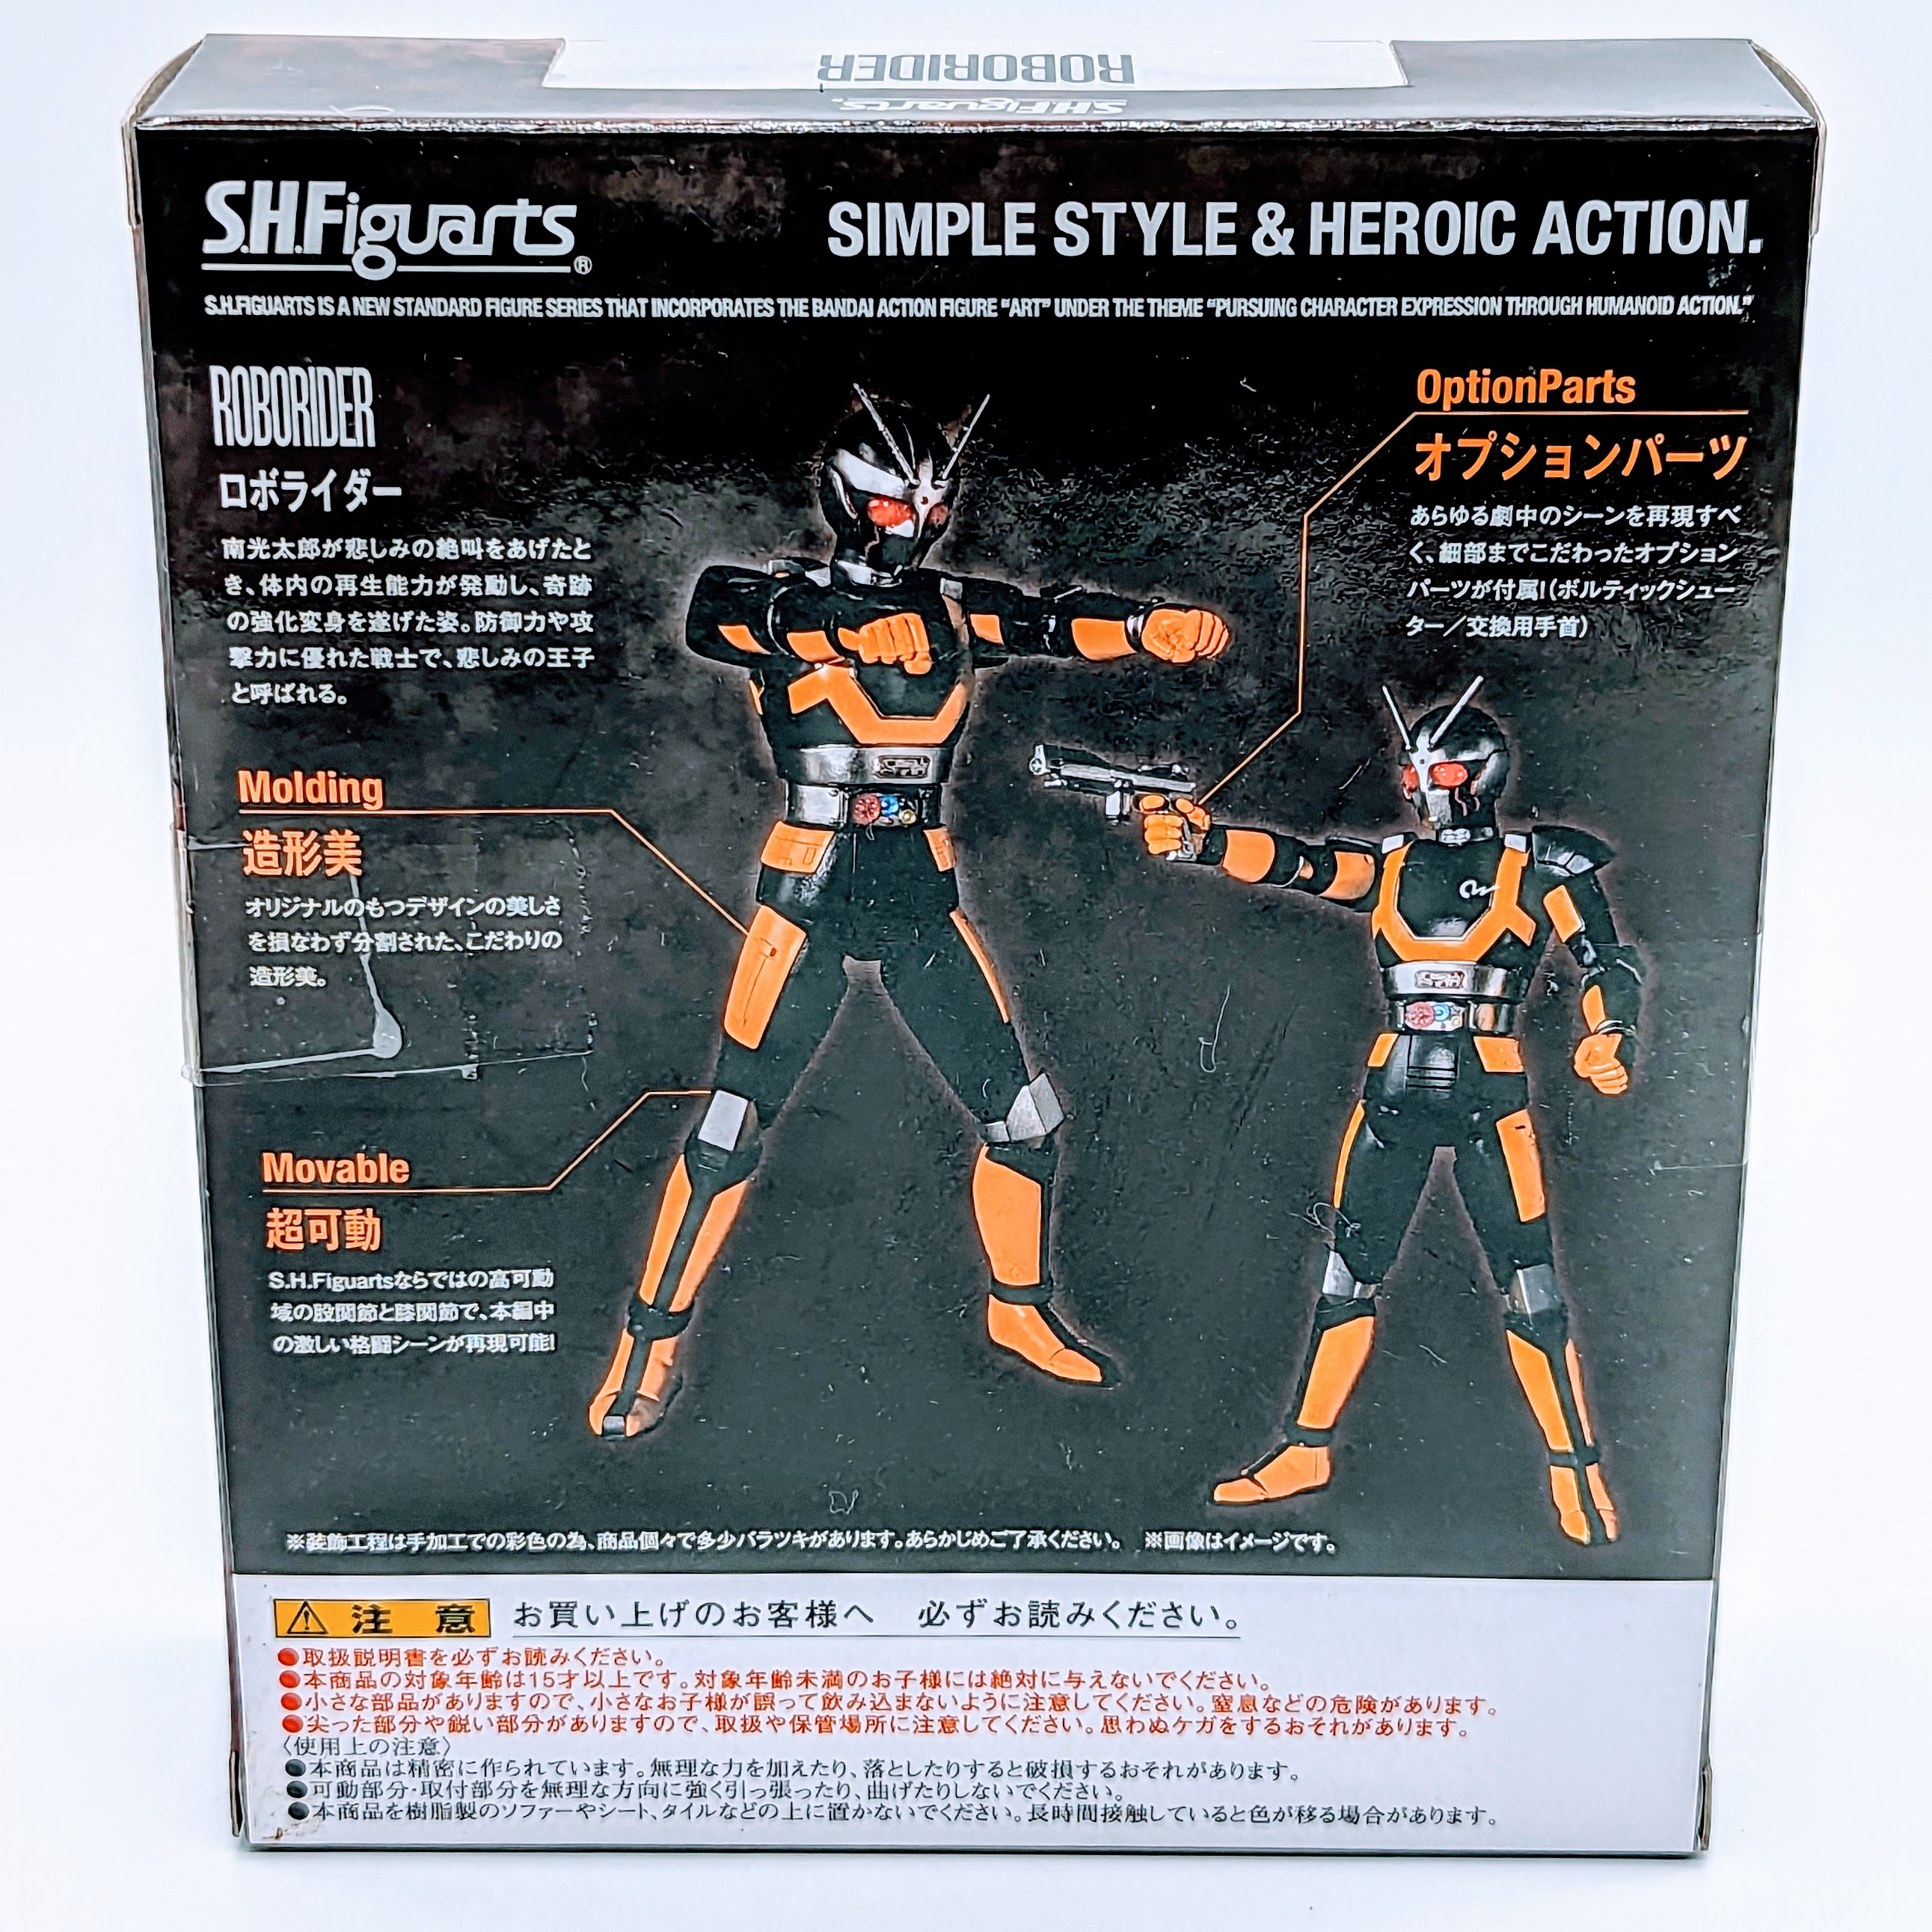 ROBORIDER
S.H.Figuarts.
S.H.Figuarts®
SIMPLE STYLE & HEROIC ACTION.
S.H.FIGUARTS IS A NEW STANDARD FIGURE SERIES THAT INCORPORATES THE BANDAI ACTION FIGURE “ART” UNDER THE THEME “PURSUING CHARACTER EXPRESSION THROUGH HUMANOID ACTION.”
ROBORIDER
ロボライダー
南光太郎が悲しみの絶叫をあげたと
き、体内の再生能力が発動し、奇跡
の強化変身を遂げた姿。防御力や攻
撃力に優れた戦士で、悲しみの王子
と呼ばれる。
OptionParts
オプションパーツ
あらゆる劇中のシーンを再現すべ
く、細部までこだわったオプション
パーツが付属!(ボルティックシュー
ター／交換用手首)
Molding
造形美
オリジナルのもつデザインの美しさ
を損なわず分割された、こだわりの
造形美。
Movable
超可動
S.H.Figuartsならではの高可動
域の股関節と膝関節で、本編中
の激しい格闘シーンが再現可能!
※装飾工程は手加工での彩色の為、商品個々で多少バラツキがあります。あらかじめご了承ください。 ※画像はイメージです。
注 意 お買い上げのお客様へ 必ずお読みください。
●取扱説明書を必ずお読みください。
●本商品の対象年齢は15才以上です。対象年齢未満のお子様には絶対に与えないでください。
●小さな部品がありますので、小さなお子様が誤って飲み込まないように注意してください。窒息などの危険があります。
●尖った部分や鋭い部分がありますので、取扱や保管場所に注意してください。思わぬケガをするおそれがあります。
〈使用上の注意〉
●本商品は精密に作られています。無理な力を加えたり、落としたりすると破損するおそれがあります。
●可動部分・取付部分を無理な方向に強く引っ張ったり、曲げたりしないでください。
●本商品を樹脂製のソファーやシート、タイルなどの上に置かないでください。長時間接触していると色が移る場合があります。